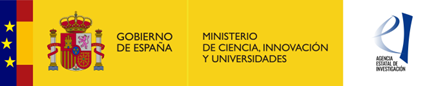 GOBIERNO
DE ESPAÑA
MINISTERIO
DE CIENCIA, INNOVACIÓN
Y UNIVERSIDADES
AGENCIA
ESTATAL DE
INVESTIGACIÓN